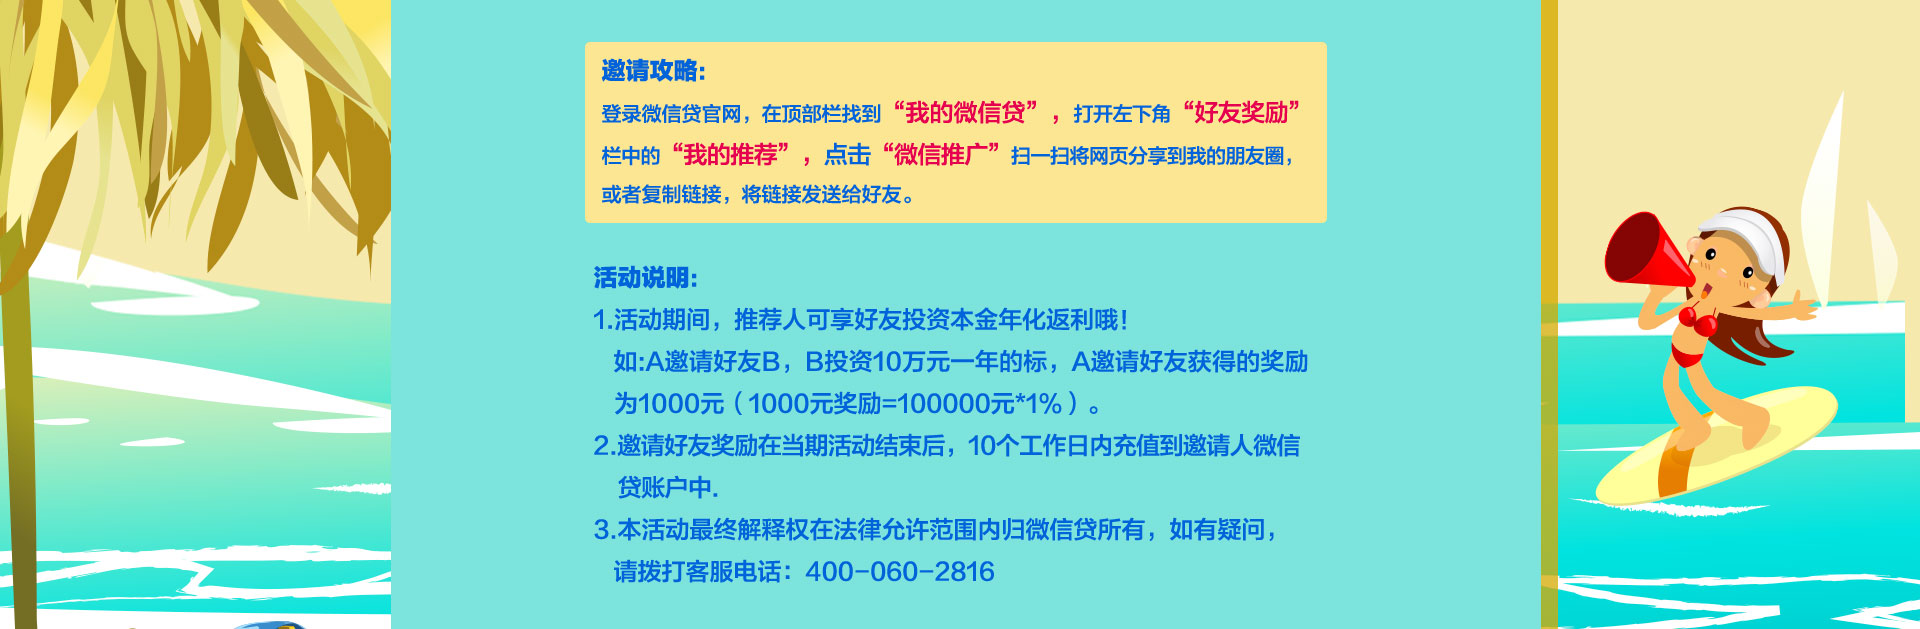 邀请攻略:
登录微信贷官网，在顶部栏找到“我的微信贷”，打开左下角“好友奖励”
栏中的“我的推荐”，点击“微信推广”扫一扫将网页分享到我的朋友圈，
或者复制链接，将链接发送给好友。
活动说明:
1.活动期间，推荐人可享好友投资本金年化返利哦！
如:A邀请好友B，B投资10万元一年的标，A邀请好友获得的奖励
为1000元（1000元奖励=100000元*1%）。
2.邀请好友奖励在当期活动结束后，10个工作日内充值到邀请人微信
贷账户中.
3.本活动最终解释权在法律允许范围内归微信贷所有，如有疑问，
请拨打客服电话：400-060-2816